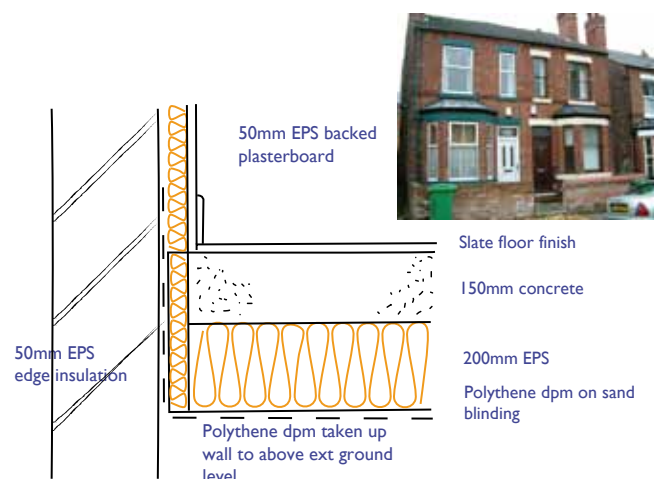 50mm EPS backed
plasterboard
Slate floor finish
150mm concrete
50mm EPS
edge insulation
200mm EPS
Polythene dpm on sand
blinding
Polythene dpm taken up
wall to above ext ground
level